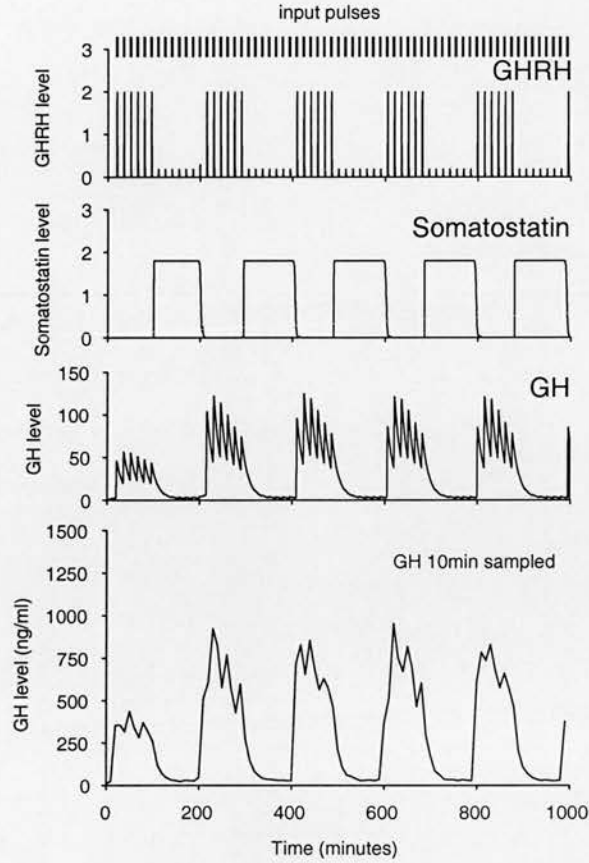 input pulses
3
GHRH
2
1
0
GHRH level
3
Somatostatin
2
1
0
Somatostatin level
150
GH
100
50
0
GH level
1500
GH 10min sampled
1250
1000
750
500
250
0
GH level (ng/ml)
0 200 400 600 800 1000
Time (minutes)